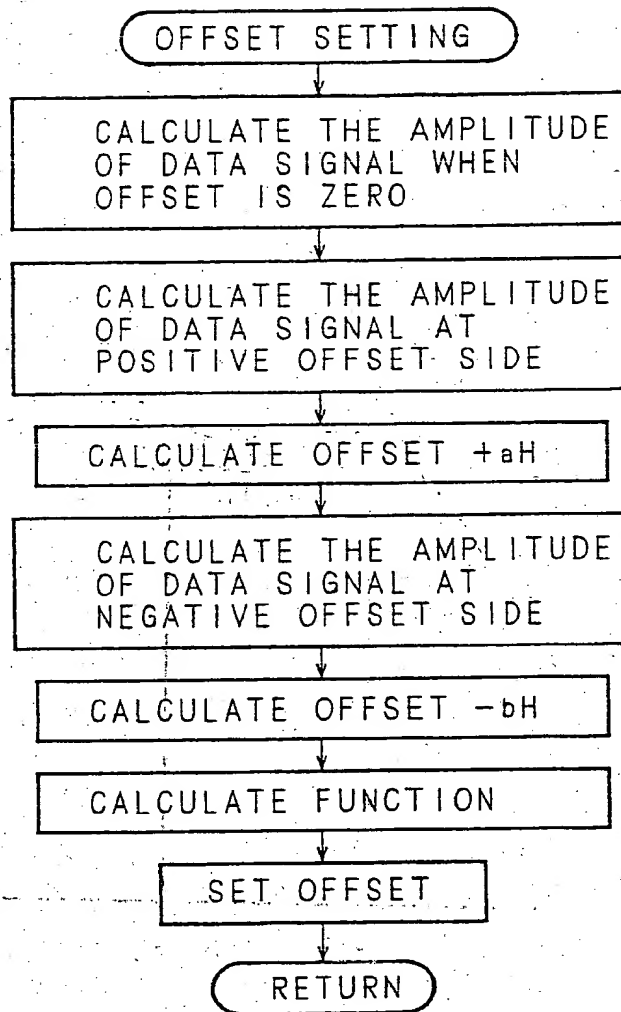 OFFSET SETTING
CALCULATE THE AMPLITUDE
OF DATA SIGNAL WHEN
OFFSET IS ZERO
CALCULATE THE AMPLITUDE
OF DATA SIGNAL AT
POSITIVE OFFSET SIDE
CALCULATE OFFSET +aH
CALCULATE THE AMPLITUDE
OF DATA SIGNAL AT
NEGATIVE OFFSET SIDE
CALCULATE OFFSET -bH
CALCULATE FUNCTION
SET OFFSET
RETURN